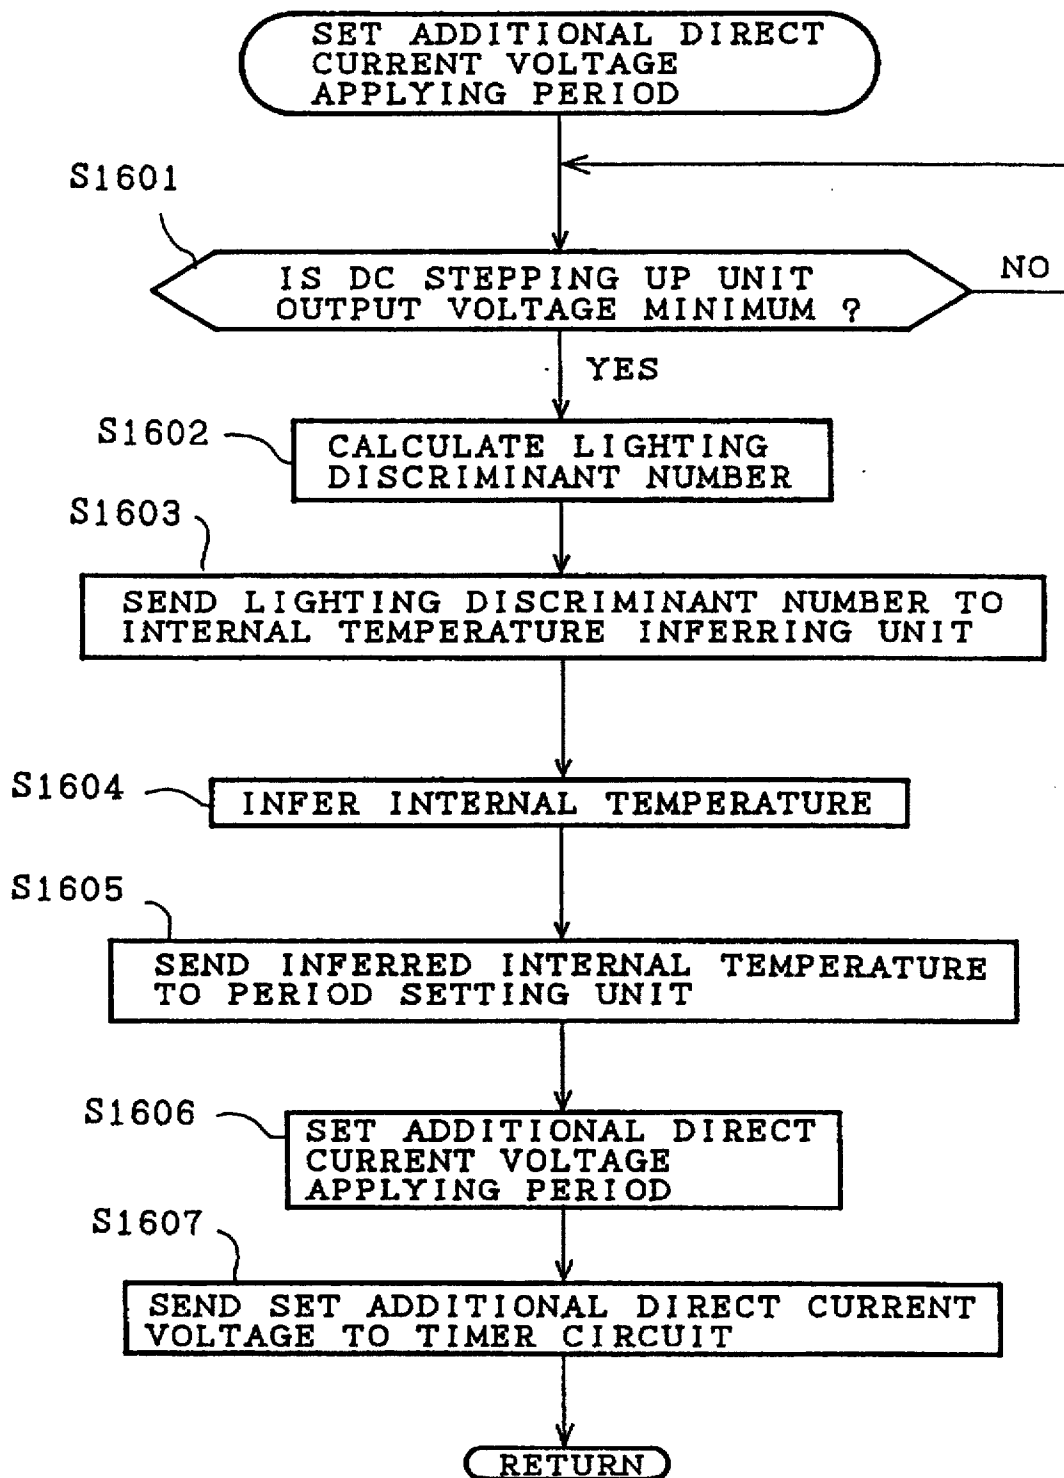 SET ADDITIONAL DIRECT
CURRENT VOLTAGE
APPLYING PERIOD
S1601
IS DC STEPPING UP UNIT
OUTPUT VOLTAGE MINIMUM ?
NO
YES
S1602
CALCULATE LIGHTING
DISCRIMINANT NUMBER
S1603
SEND LIGHTING DISCRIMINANT NUMBER TO
INTERNAL TEMPERATURE INFERRING UNIT
S1604
INFER INTERNAL TEMPERATURE
S1605
SEND INFERRED INTERNAL TEMPERATURE
TO PERIOD SETTING UNIT
S1606
SET ADDITIONAL DIRECT
CURRENT VOLTAGE
APPLYING PERIOD
S1607
SEND SET ADDITIONAL DIRECT CURRENT
VOLTAGE TO TIMER CIRCUIT
RETURN